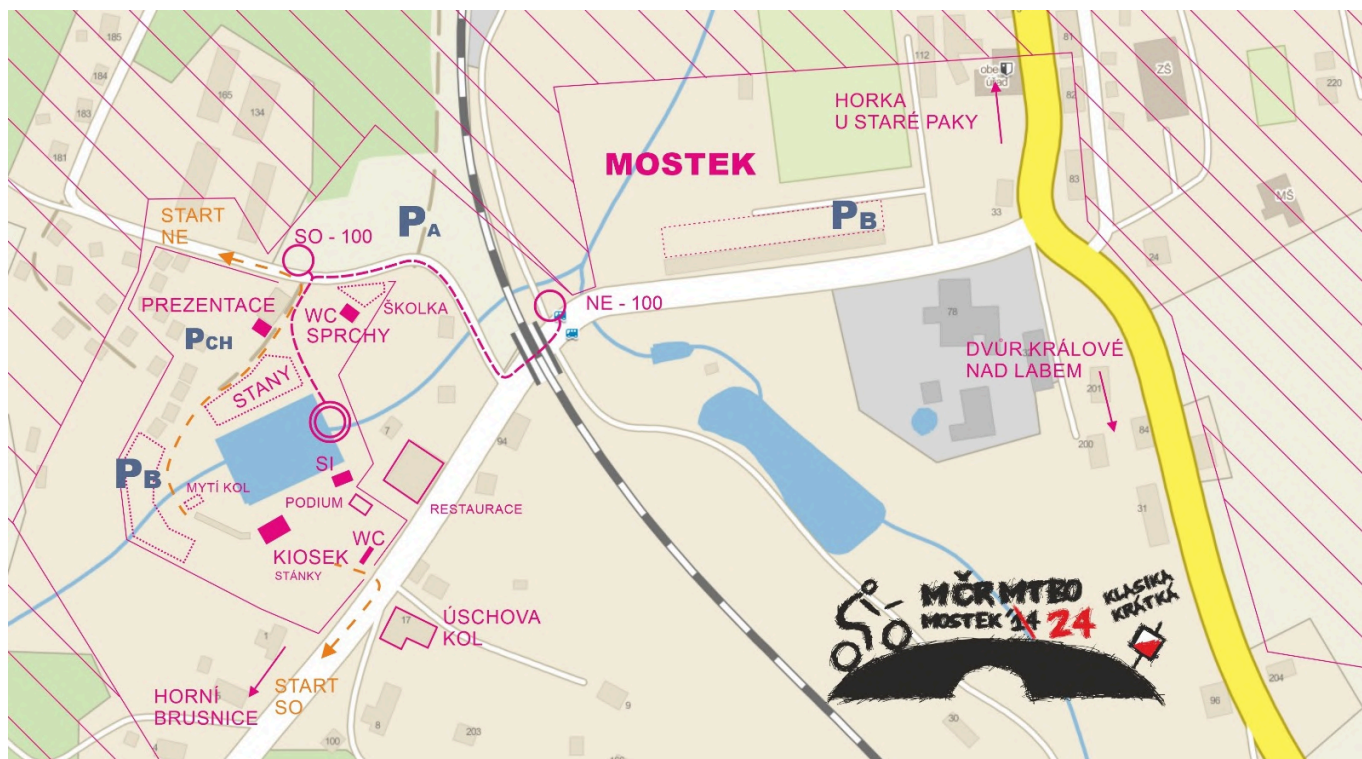 185
184
183
181
165
134
112
obe
úřad
81
82
83
ZŠ
220
MŠ
33
24
HORKA
U STARÉ PAKY
MOSTEK
START
NE
SO - 100
PA
PB
NE - 100
PREZENTACE
WC
SPRCHY
ŠKOLKA
PCH
STANY
78
DVŮR KRÁLOVÉ
NAD LABEM
201
200
84
31
7
94
SI
PB
MYTÍ KOL
PODIUM
RESTAURACE
KIOSEK
STÁNKY
WC
17
ÚSCHOVA
KOL
1
HORNÍ
BRUSNICE
START
SO
4
8
100
203
9
30
96
204
MČR MTBO
MOSTEK '14 24
KLASIKA
KRÁTKÁ